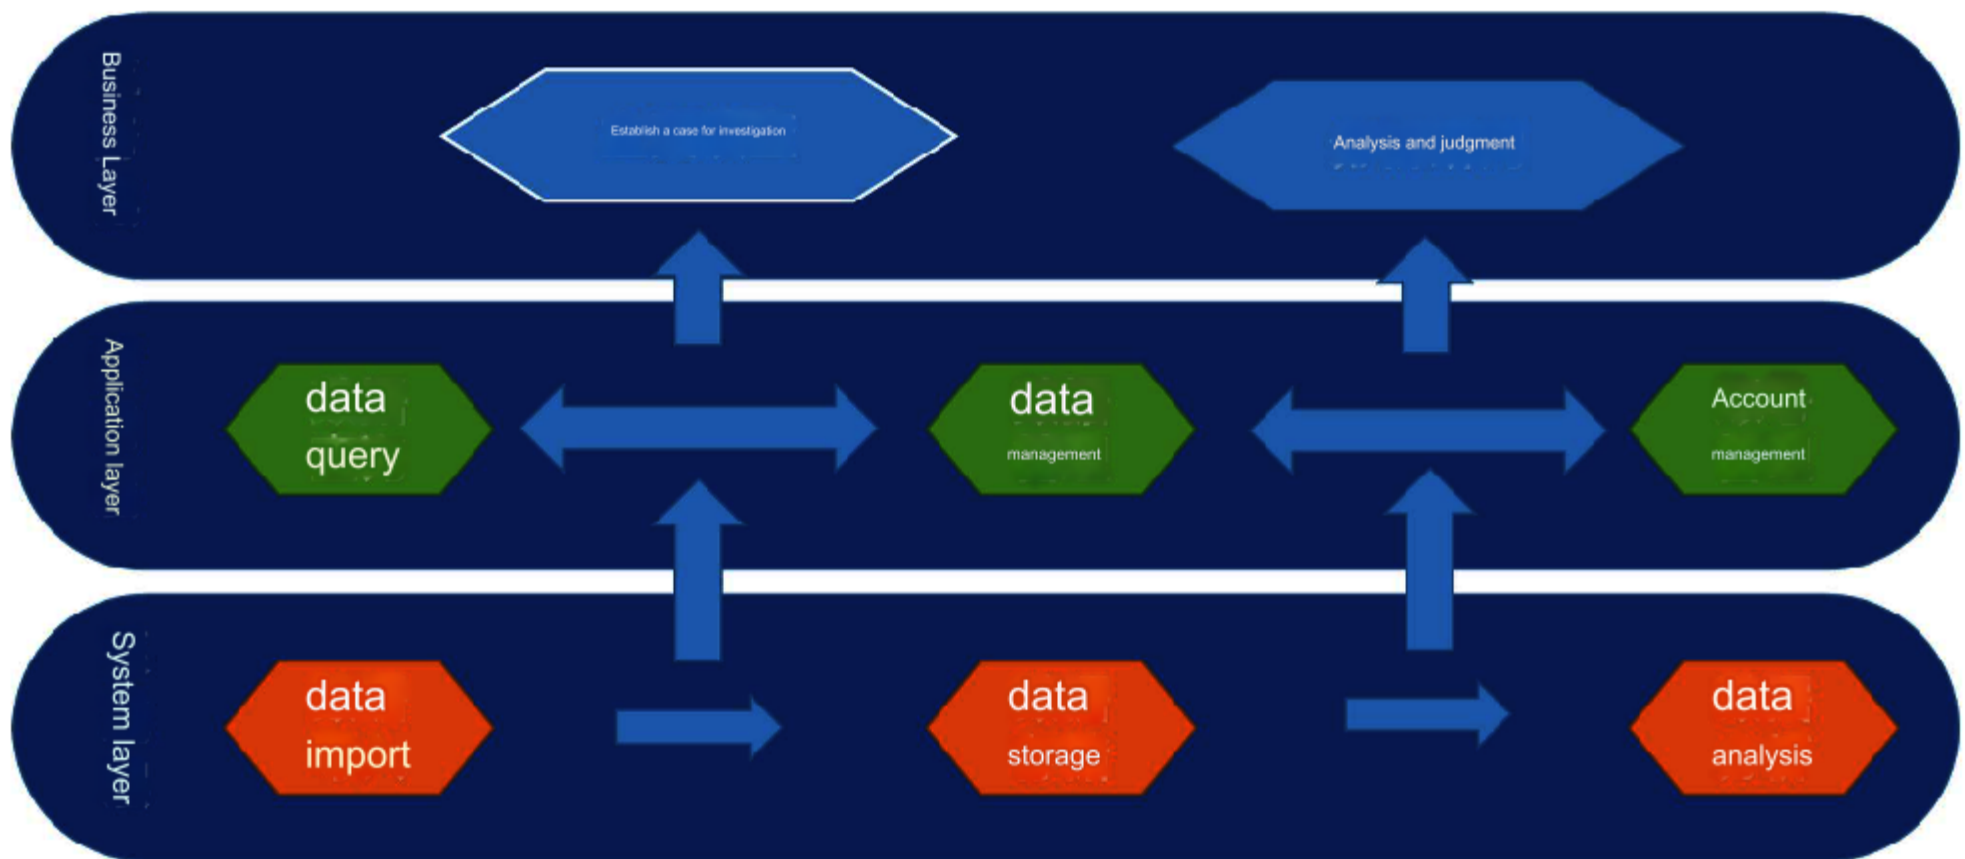 Business Layer
Establish a case for investigation
Analysis and judgment
Application layer
data
query
data
management
Account
management
System layer
data
import
data
storage
data
analysis